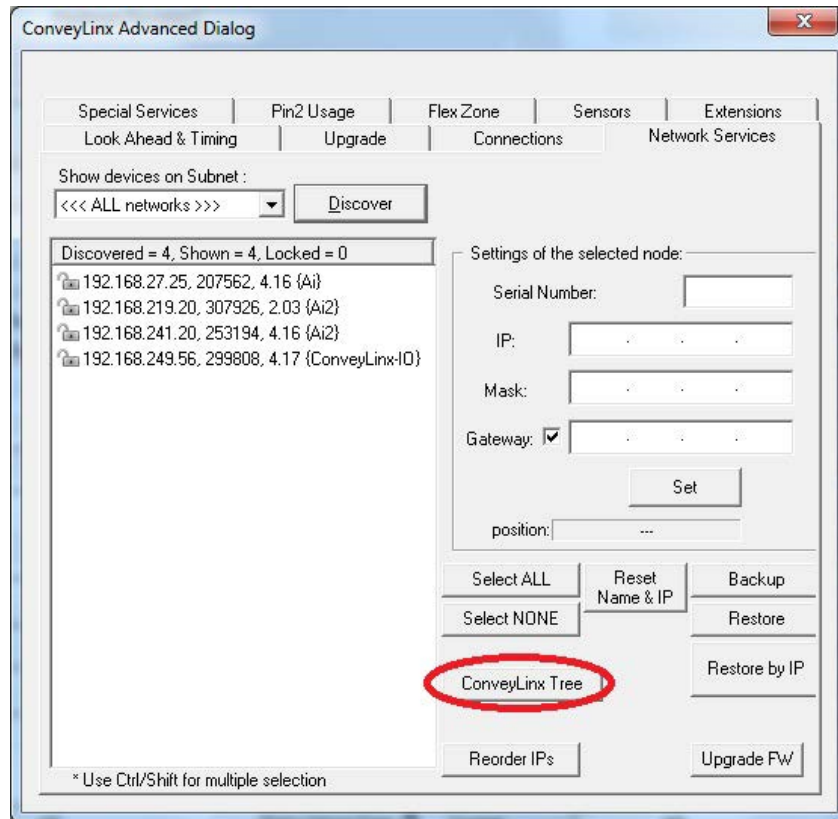 ConveyLinx Advanced Dialog
x
Special Services
Pin2 Usage
Flex Zone
Sensors
Extensions
Look Ahead & Timing
Upgrade
Connections
Network Services
Show devices on Subnet :
<<< ALL networks >>>
Discover
Discovered = 4, Shown = 4, Locked = 0
192.168.27.25, 207562, 4.16 {Ai}
192.168.219.20, 307926, 2.03 {Ai2}
192.168.241.20, 253194, 4.16 {Ai2}
192.168.249.56, 299808, 4.17 {ConveyLinx-IO}
* Use Ctrl/Shift for multiple selection
Settings of the selected node:
Serial Number:
IP:
. . .
Mask:
. . .
Gateway:
. . .
Set
position:
---
Select ALL
Reset
Name & IP
Backup
Select NONE
Restore
ConveyLinx Tree
Restore by IP
Reorder IPs
Upgrade FW